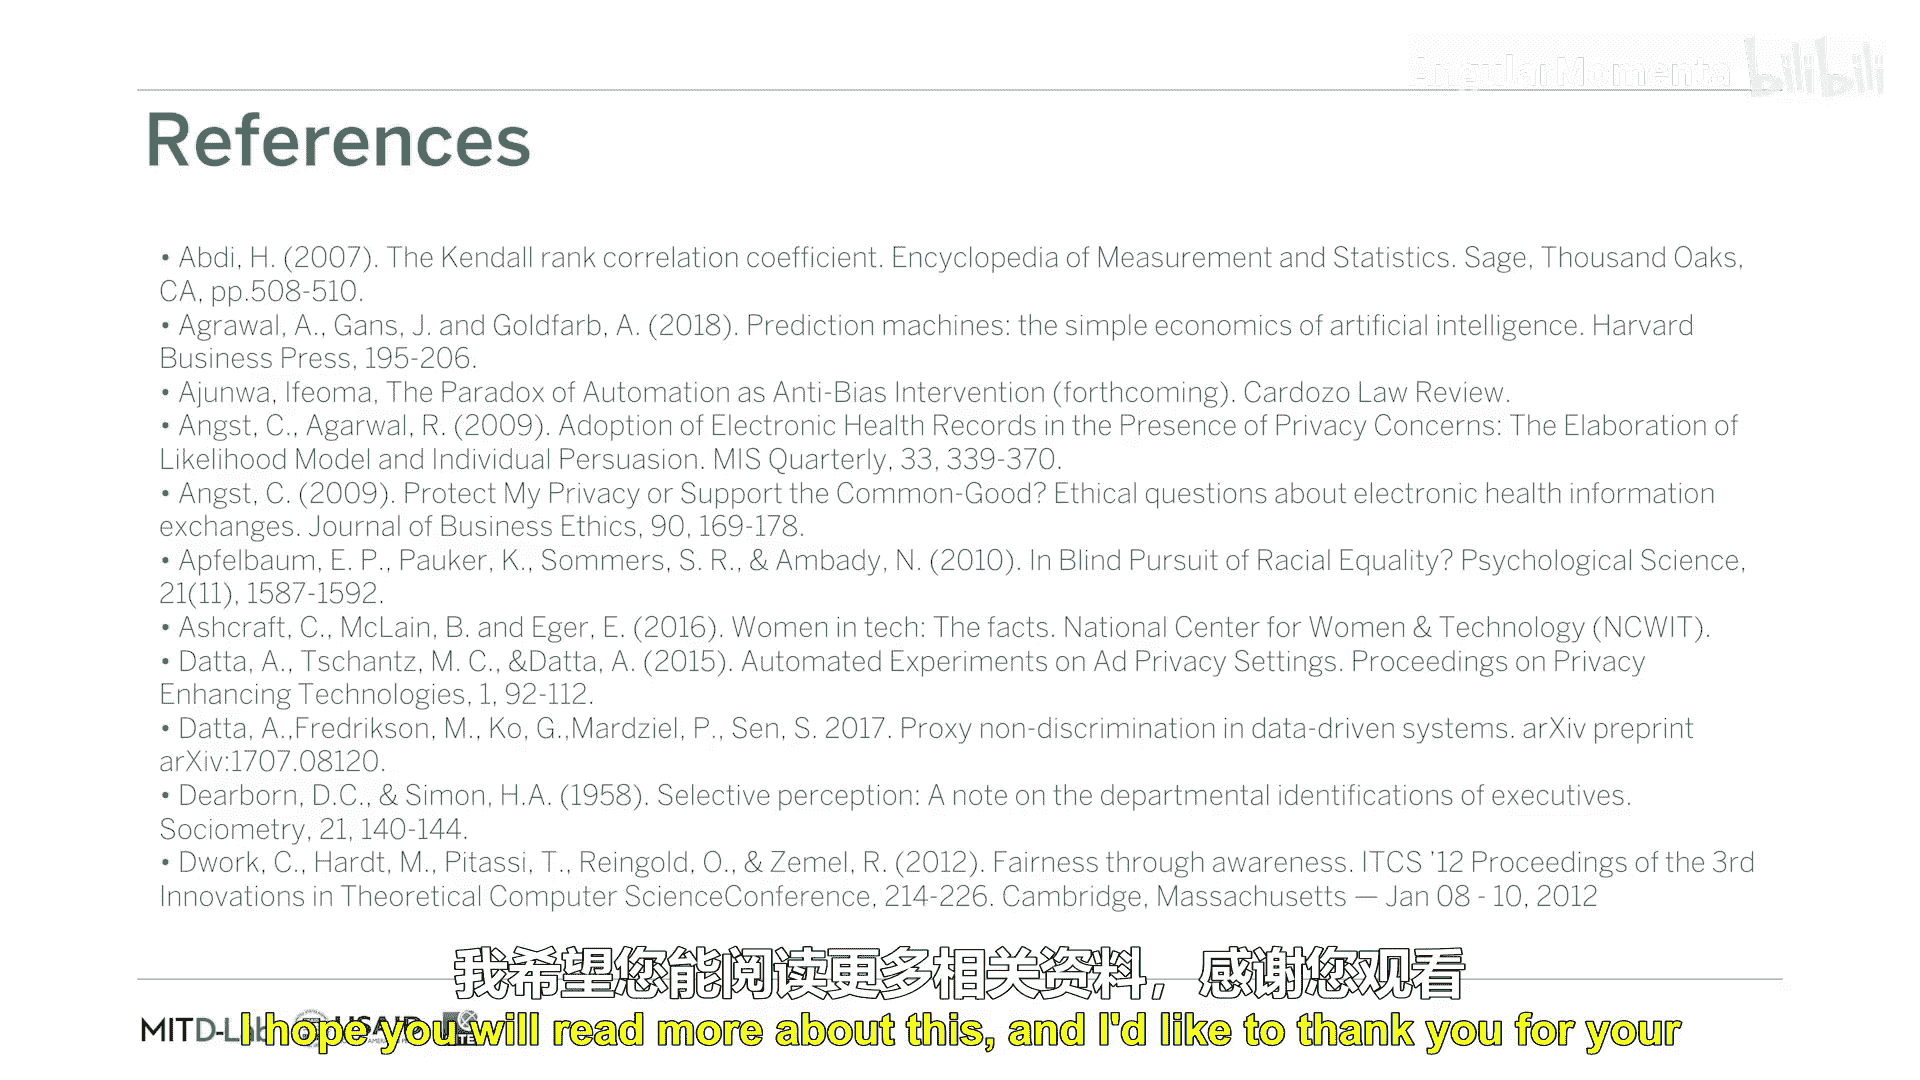 AngularMomenta bilibili
References
• Abdi, H. (2007). The Kendall rank correlation coefficient. Encyclopedia of Measurement and Statistics. Sage, Thousand Oaks,
CA, pp.508-510.
• Agrawal, A., Gans, J. and Goldfarb, A. (2018). Prediction machines: the simple economics of artificial intelligence. Harvard
Business Press, 195-206.
• Ajunwa, Ifeoma, The Paradox of Automation as Anti-Bias Intervention (forthcoming). Cardozo Law Review.
• Angst, C., Agarwal, R. (2009). Adoption of Electronic Health Records in the Presence of Privacy Concerns: The Elaboration of
Likelihood Model and Individual Persuasion. MIS Quarterly, 33, 339-370.
• Angst, C. (2009). Protect My Privacy or Support the Common-Good? Ethical questions about electronic health information
exchanges. Journal of Business Ethics, 90, 169-178.
• Apfelbaum, E. P., Pauker, K., Sommers, S. R., & Ambady, N. (2010). In Blind Pursuit of Racial Equality? Psychological Science,
21(11), 1587-1592.
• Ashcraft, C., McLain, B. and Eger, E. (2016). Women in tech: The facts. National Center for Women & Technology (NCWIT).
• Datta, A., Tschantz, M. C., &Datta, A. (2015). Automated Experiments on Ad Privacy Settings. Proceedings on Privacy
Enhancing Technologies, 1, 92-112.
• Datta, A.,Fredrikson, M., Ko, G.,Mardziel, P., Sen, S. 2017. Proxy non-discrimination in data-driven systems. arXiv preprint
arXiv:1707.08120.
• Dearborn, D.C., & Simon, H.A. (1958). Selective perception: A note on the departmental identifications of executives.
Sociometry, 21, 140-144.
• Dwork, C., Hardt, M., Pitassi, T., Reingold, O., & Zemel, R. (2012). Fairness through awareness. ITCS ’12 Proceedings of the 3rd
Innovations in Theoretical Computer ScienceConference, 214-226. Cambridge, Massachusetts — Jan 08 - 10, 2012
我希望您能阅读更多相关资料，感谢您观看
MIT D-Lab USAID
I hope you will read more about this, and I'd like to thank you for your